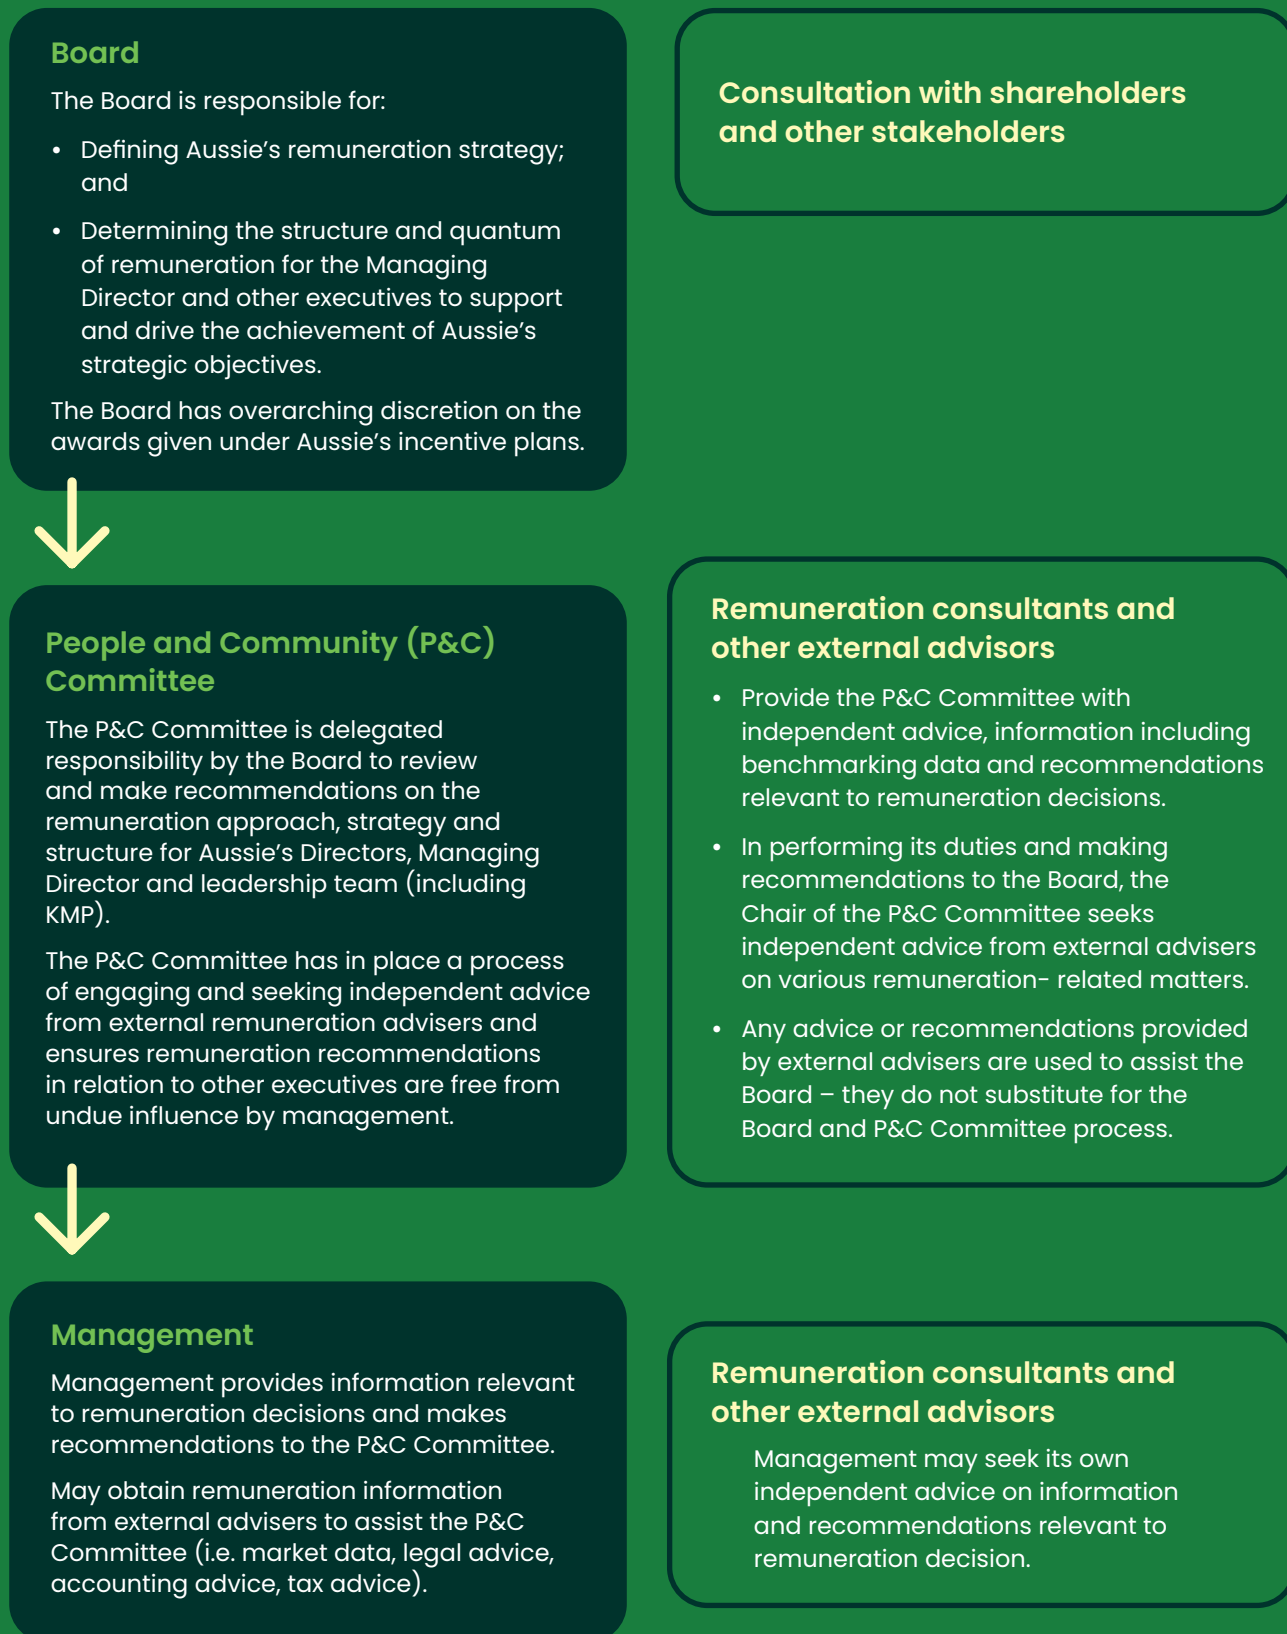 Board
The Board is responsible for:
• Defining Aussie’s remuneration strategy;
and
• Determining the structure and quantum
of remuneration for the Managing
Director and other executives to support
and drive the achievement of Aussie’s
strategic objectives.
The Board has overarching discretion on the
awards given under Aussie’s incentive plans.
Consultation with shareholders
and other stakeholders
People and Community (P&C)
Committee
The P&C Committee is delegated
responsibility by the Board to review
and make recommendations on the
remuneration approach, strategy and
structure for Aussie’s Directors, Managing
Director and leadership team (including
KMP).
The P&C Committee has in place a process
of engaging and seeking independent advice
from external remuneration advisers and
ensures remuneration recommendations
in relation to other executives are free from
undue influence by management.
Remuneration consultants and
other external advisors
• Provide the P&C Committee with
independent advice, information including
benchmarking data and recommendations
relevant to remuneration decisions.
• In performing its duties and making
recommendations to the Board, the
Chair of the P&C Committee seeks
independent advice from external advisers
on various remuneration- related matters.
• Any advice or recommendations provided
by external advisers are used to assist the
Board – they do not substitute for the
Board and P&C Committee process.
Management
Management provides information relevant
to remuneration decisions and makes
recommendations to the P&C Committee.
May obtain remuneration information
from external advisers to assist the P&C
Committee (i.e. market data, legal advice,
accounting advice, tax advice).
Remuneration consultants and
other external advisors
Management may seek its own
independent advice on information
and recommendations relevant to
remuneration decision.